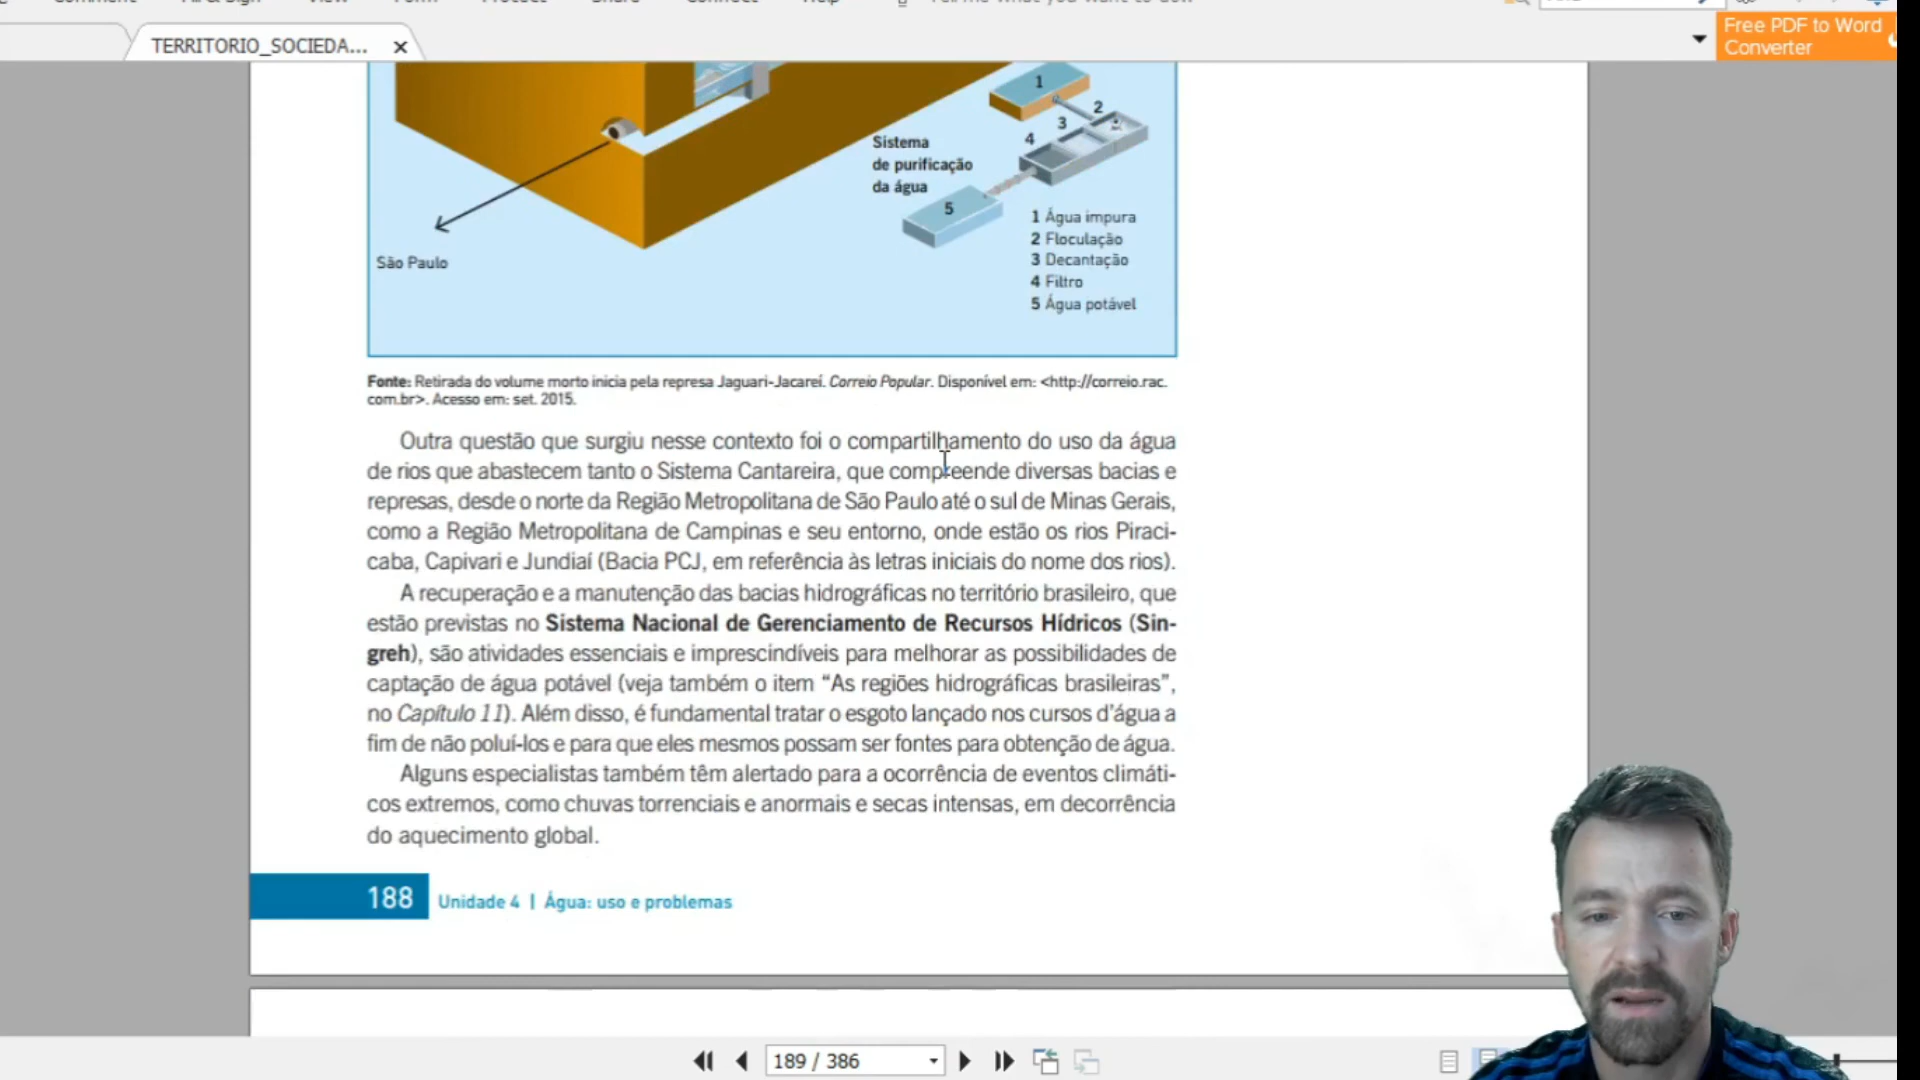 TERRITORIO_SOCIEDA...
Free PDF to Word
Converter
1
2
3
4
Sistema
de purificação
da água
5
1 Água impura
2 Floculação
3 Decantação
4 Filtro
5 Água potável
São Paulo
Fonte: Retirada do volume morto inicia pela represa Jaguari-Jacareí. Correio Popular. Disponível em: <http://correio.rac.
com.br>. Acesso em: set. 2015.
Outra questão que surgiu nesse contexto foi o compartilhamento do uso da água
de rios que abastecem tanto o Sistema Cantareira, que compreende diversas bacias e
represas, desde o norte da Região Metropolitana de São Paulo até o sul de Minas Gerais,
como a Região Metropolitana de Campinas e seu entorno, onde estão os rios Piraci-
caba, Capivari e Jundiaí (Bacia PCJ, em referência às letras iniciais do nome dos rios).
A recuperação e a manutenção das bacias hidrográficas no território brasileiro, que
estão previstas no Sistema Nacional de Gerenciamento de Recursos Hídricos (Sin-
greh), são atividades essenciais e imprescindíveis para melhorar as possibilidades de
captação de água potável (veja também o item “As regiões hidrográficas brasileiras”,
no Capítulo 11). Além disso, é fundamental tratar o esgoto lançado nos cursos d’água a
fim de não poluí-los e para que eles mesmos possam ser fontes para obtenção de água.
Alguns especialistas também têm alertado para a ocorrência de eventos climáti-
cos extremos, como chuvas torrenciais e anormais e secas intensas, em decorrência
do aquecimento global.
188 Unidade 4 | Água: uso e problemas
189 / 386